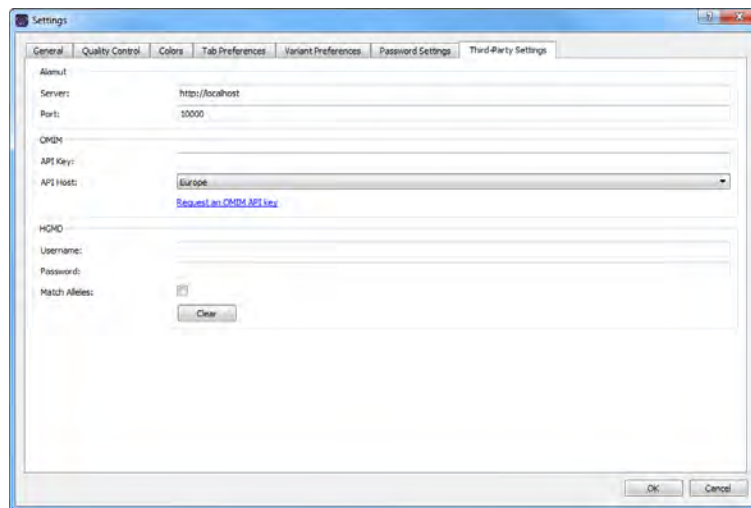 Settings
General Quality Control Colors Tab Preferences Variant Preferences Password Settings Third-Party Settings
Alamut
Server: http://localhost
Port: 10000
OMIM
API Key:
API Host: Europe
Request an OMIM API key
HGMD
Username:
Password:
Match Alleles:
Clear
OK Cancel